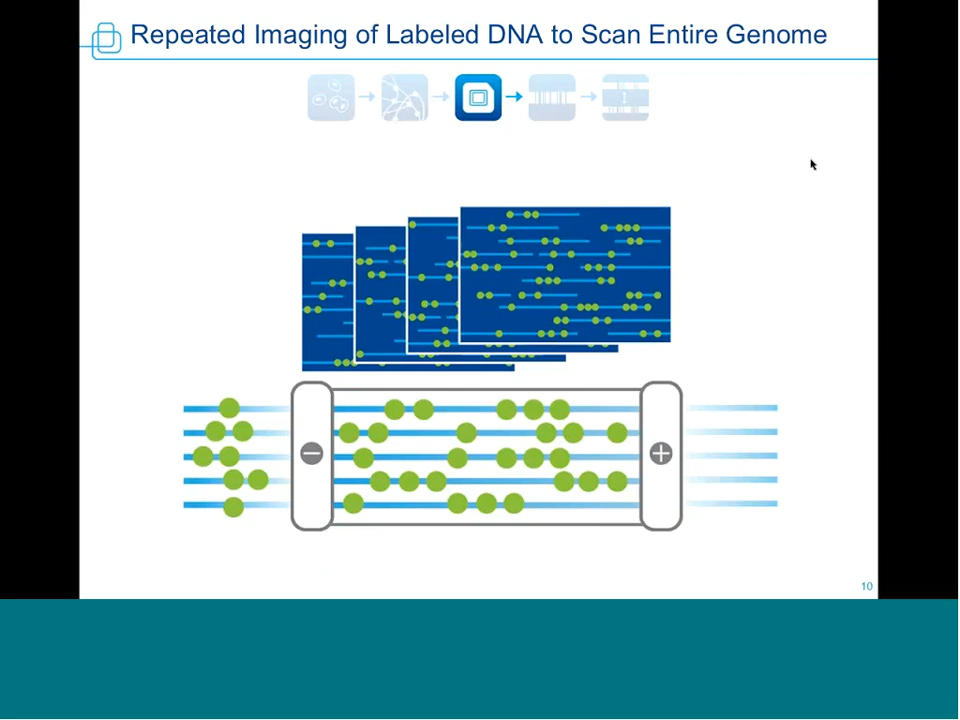 Repeated Imaging of Labeled DNA to Scan Entire Genome
− +
10